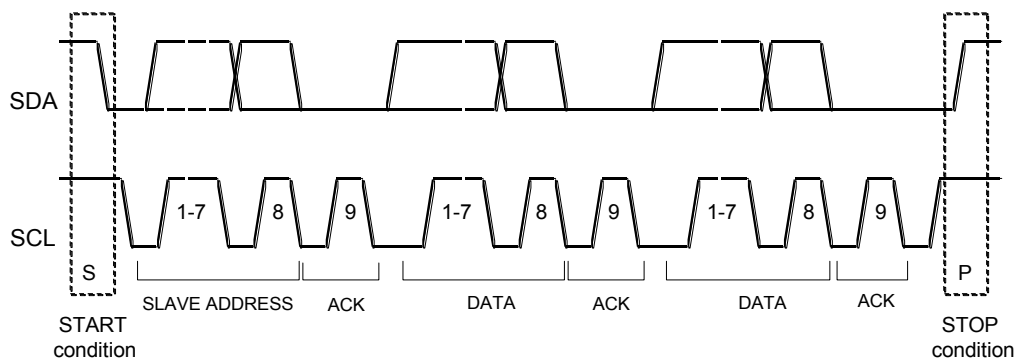 SDA
1-7 8 9 1-7 8 9 1-7 8 9
SCL
S P
SLAVE ADDRESS ACK DATA ACK DATA ACK
START
condition
STOP
condition